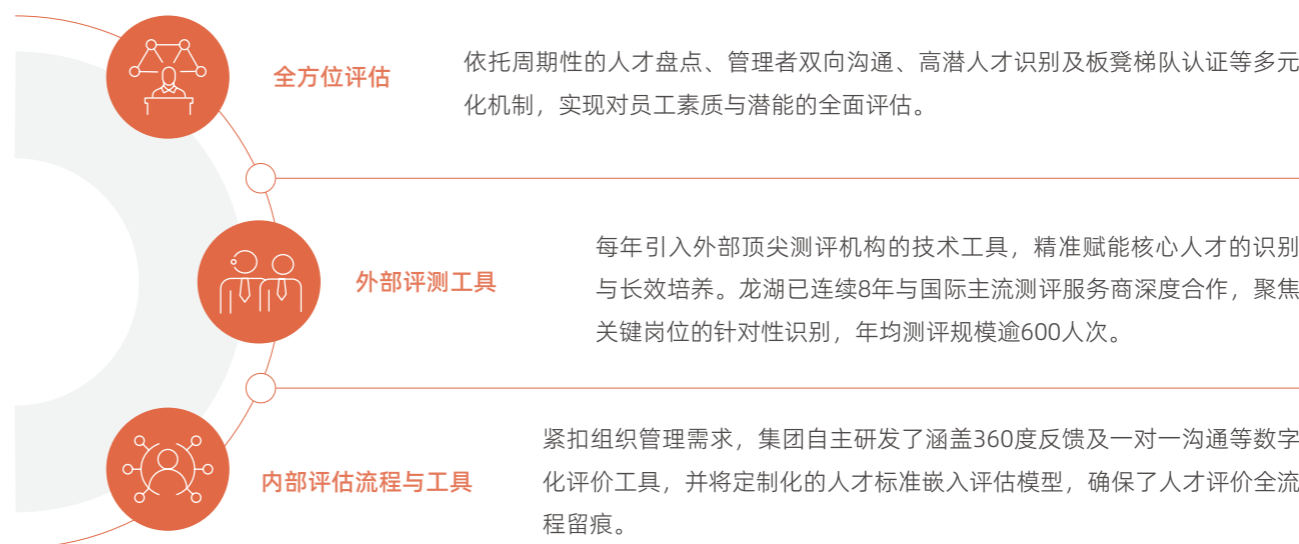 全方位评估
依托周期性的人才盘点、管理者双向沟通、高潜人才识别及板凳梯队认证等多元
化机制，实现对员工素质与潜能的全面评估。
外部评测工具
每年引入外部顶尖测评机构的技术工具，精准赋能核心人才的识别
与长效培养。龙湖已连续8年与国际主流测评服务商深度合作，聚焦
关键岗位的针对性识别，年均测评规模逾600人次。
内部评估流程与工具
紧扣组织管理需求，集团自主研发了涵盖360度反馈及一对一沟通等数字
化评价工具，并将定制化的人才标准嵌入评估模型，确保了人才评价全流
程留痕。